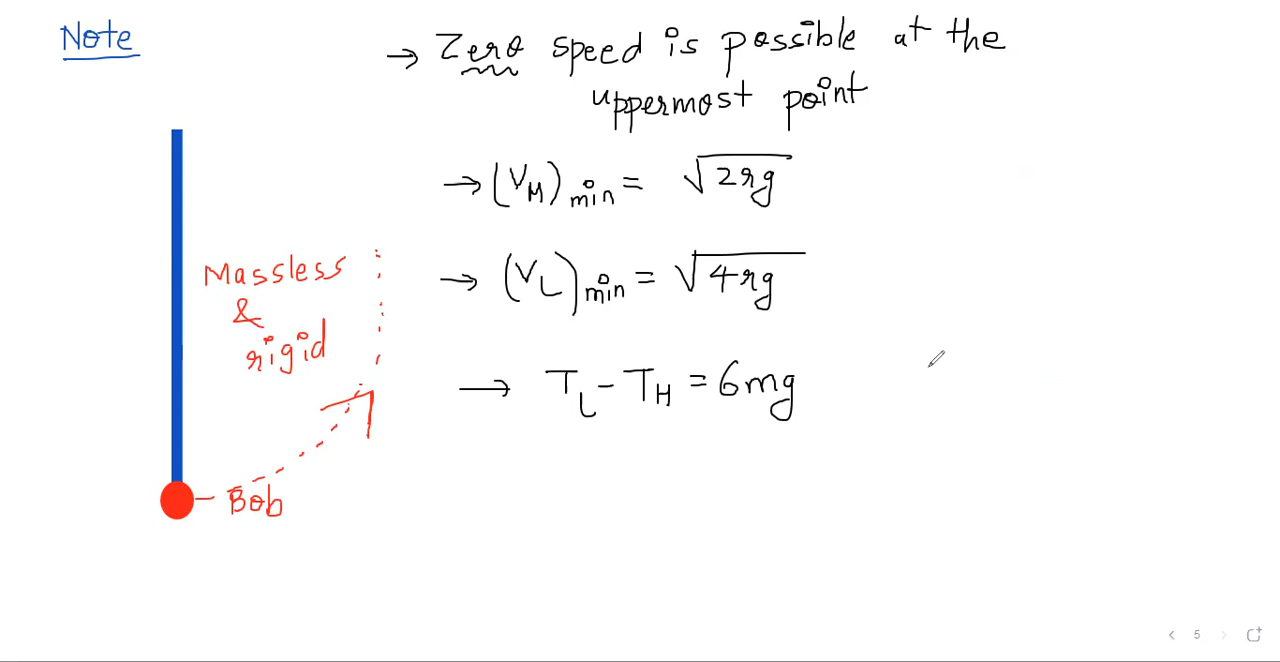 Note
→ Zero speed is possible at the
uppermost point
→ (V_M)_min = √2rg
→ (V_L)_min = √4rg
→ T_L - T_H = 6mg
Massless
&
rigid
Bob
< 5 >